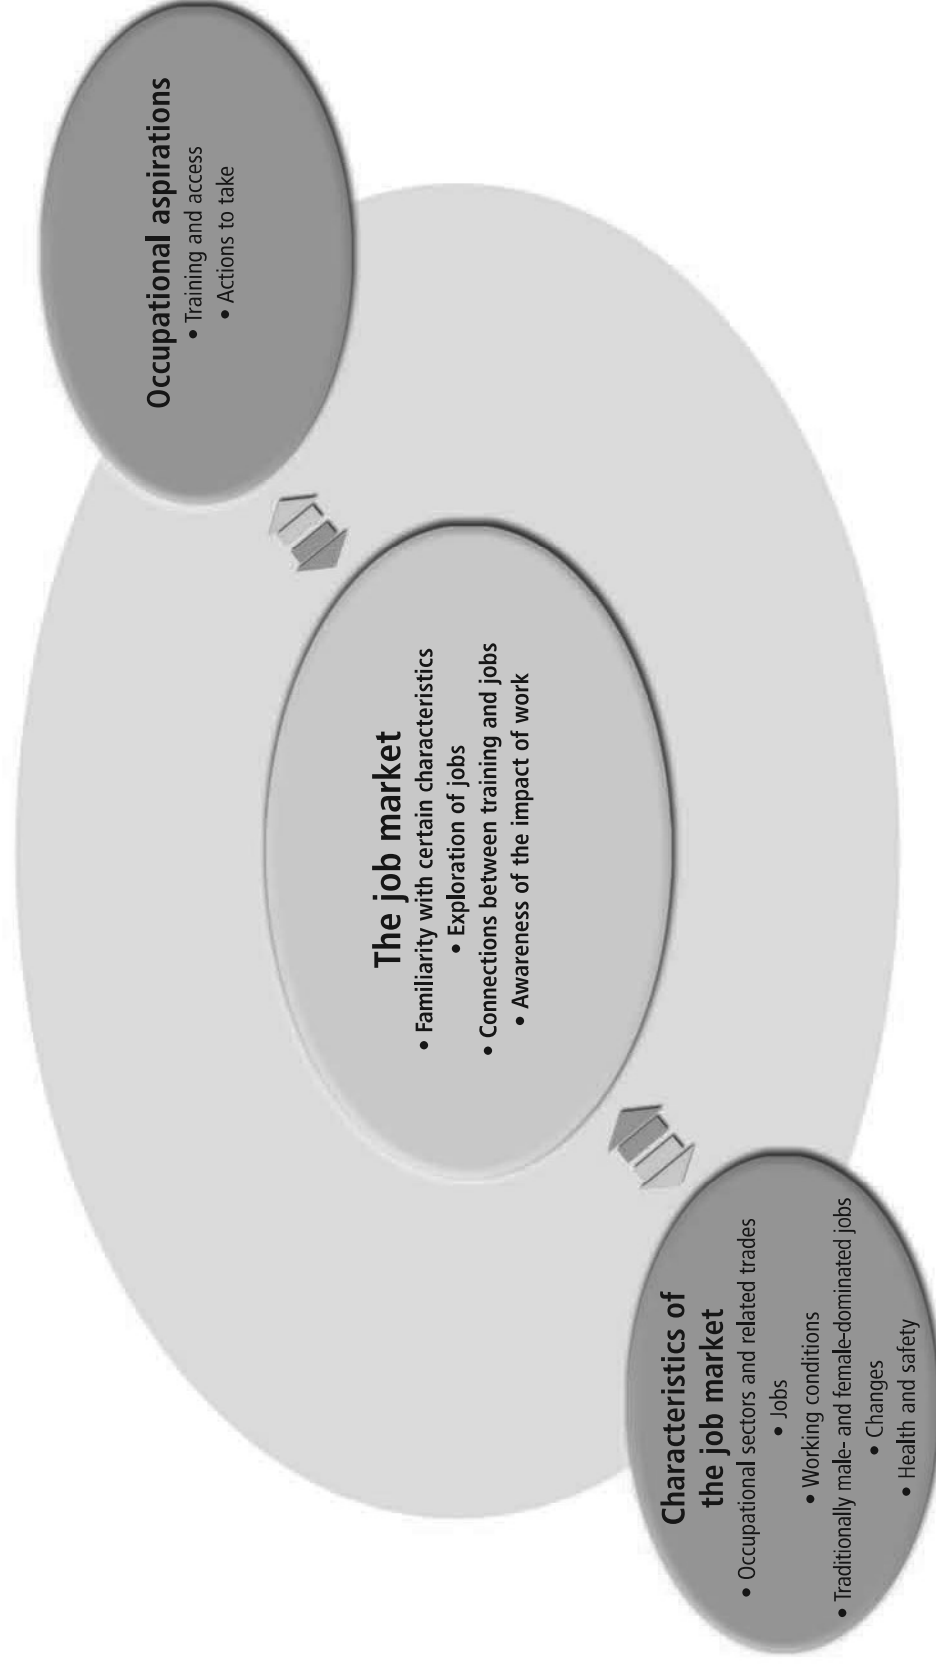 Occupational aspirations
• Training and access
• Actions to take
The job market
• Familiarity with certain characteristics
• Exploration of jobs
• Connections between training and jobs
• Awareness of the impact of work
Characteristics of
the job market
• Occupational sectors and related trades
• Jobs
• Working conditions
• Traditionally male- and female-dominated jobs
• Changes
• Health and safety